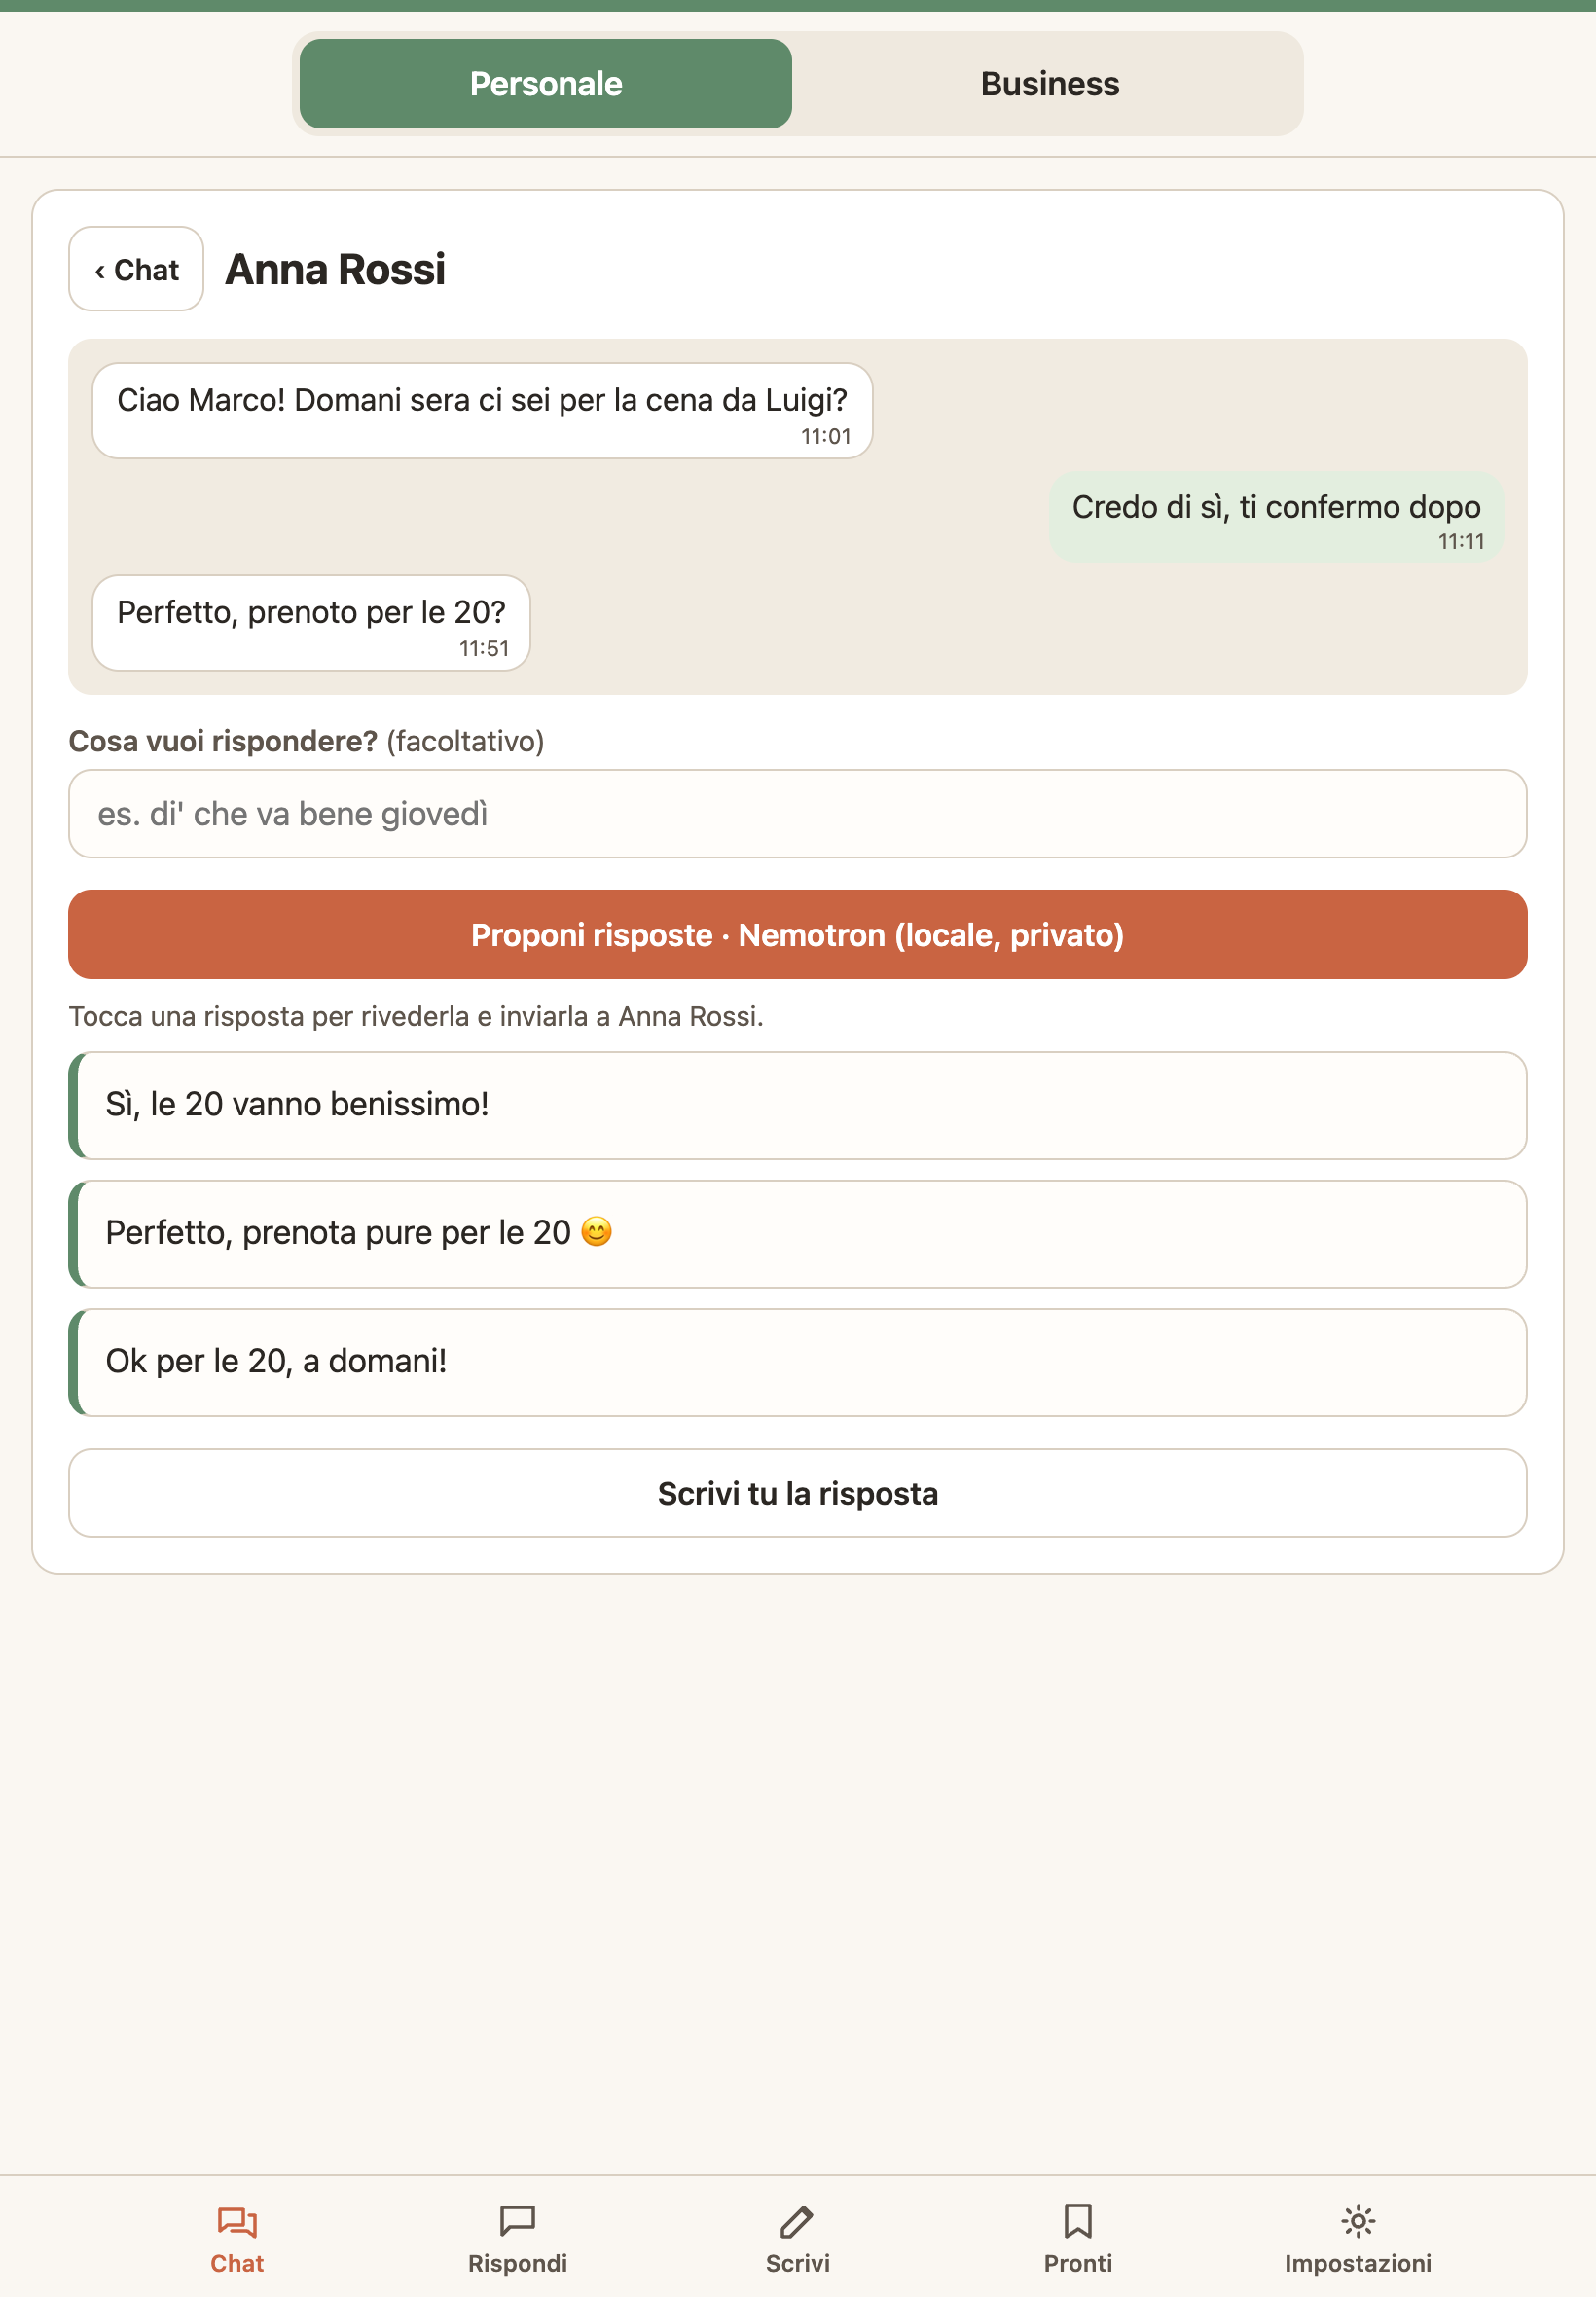 Personale
Business
‹ Chat
Anna Rossi
Ciao Marco! Domani sera ci sei per la cena da Luigi?
11:01
Credo di sì, ti confermo dopo
11:11
Perfetto, prenoto per le 20?
11:51
Cosa vuoi rispondere? (facoltativo)
es. di' che va bene giovedì
Proponi risposte · Nemotron (locale, privato)
Tocca una risposta per rivederla e inviarla a Anna Rossi.
Sì, le 20 vanno benissimo!
Perfetto, prenota pure per le 20 😊
Ok per le 20, a domani!
Scrivi tu la risposta
Chat
Rispondi
Scrivi
Pronti
Impostazioni